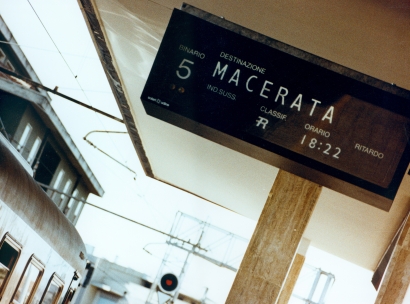 BINARIO DESTINAZIONE
5 MACERATA
IND.SUSS CLASSIF ORARIO RITARDO
R 18:22